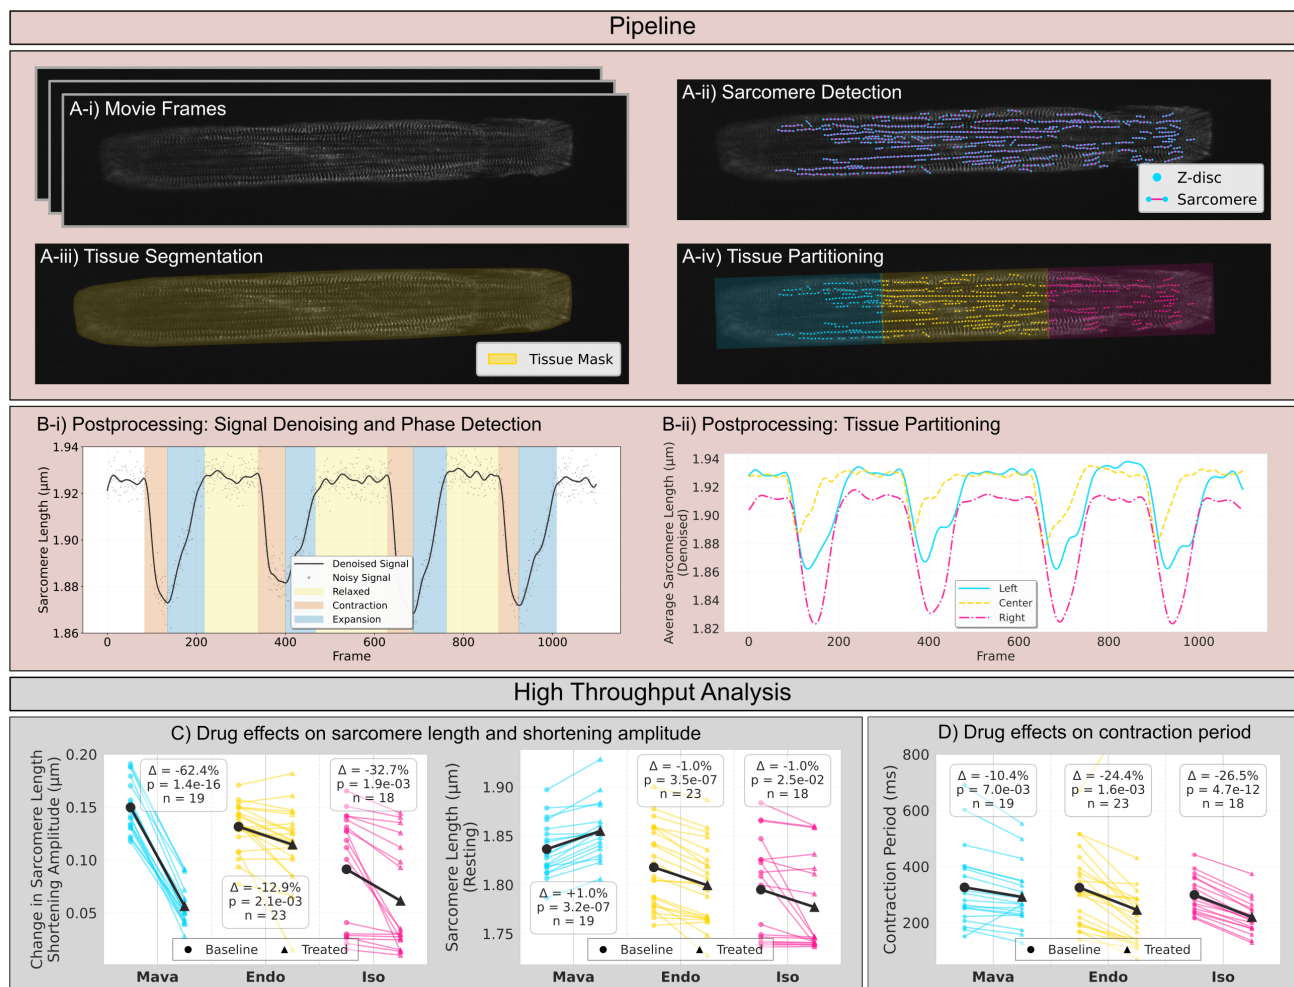 Pipeline
A-i) Movie Frames
A-ii) Sarcomere Detection
Z-disc
Sarcomere
A-iii) Tissue Segmentation
Tissue Mask
A-iv) Tissue Partitioning
B-i) Postprocessing: Signal Denoising and Phase Detection
Sarcomere Length (μm)
1.94
1.92
1.90
1.88
1.86
0
200
400
600
800
1000
Frame
Denoised Signal
Noisy Signal
Relaxed
Contraction
Expansion
B-ii) Postprocessing: Tissue Partitioning
Average Sarcomere Length (μm)
(Denoised)
1.94
1.92
1.90
1.88
1.86
1.84
1.82
0
200
400
600
800
1000
Frame
Left
Center
Right
High Throughput Analysis
C) Drug effects on sarcomere length and shortening amplitude
Change in Sarcomere Length
Shortening Amplitude (μm)
0.20
0.15
0.10
0.05
Δ = -62.4%
p = 1.4e-16
n = 19
Δ = -12.9%
p = 2.1e-03
n = 23
Δ = -32.7%
p = 1.9e-03
n = 18
Baseline
Treated
Mava
Endo
Iso
Sarcomere Length (μm)
(Resting)
1.90
1.85
1.80
1.75
Δ = +1.0%
p = 3.2e-07
n = 19
Δ = -1.0%
p = 3.5e-07
n = 23
Δ = -1.0%
p = 2.5e-02
n = 18
Baseline
Treated
Mava
Endo
Iso
D) Drug effects on contraction period
Contraction Period (ms)
800
600
400
200
Δ = -10.4%
p = 7.0e-03
n = 19
Δ = -24.4%
p = 1.6e-03
n = 23
Δ = -26.5%
p = 4.7e-12
n = 18
Baseline
Treated
Mava
Endo
Iso